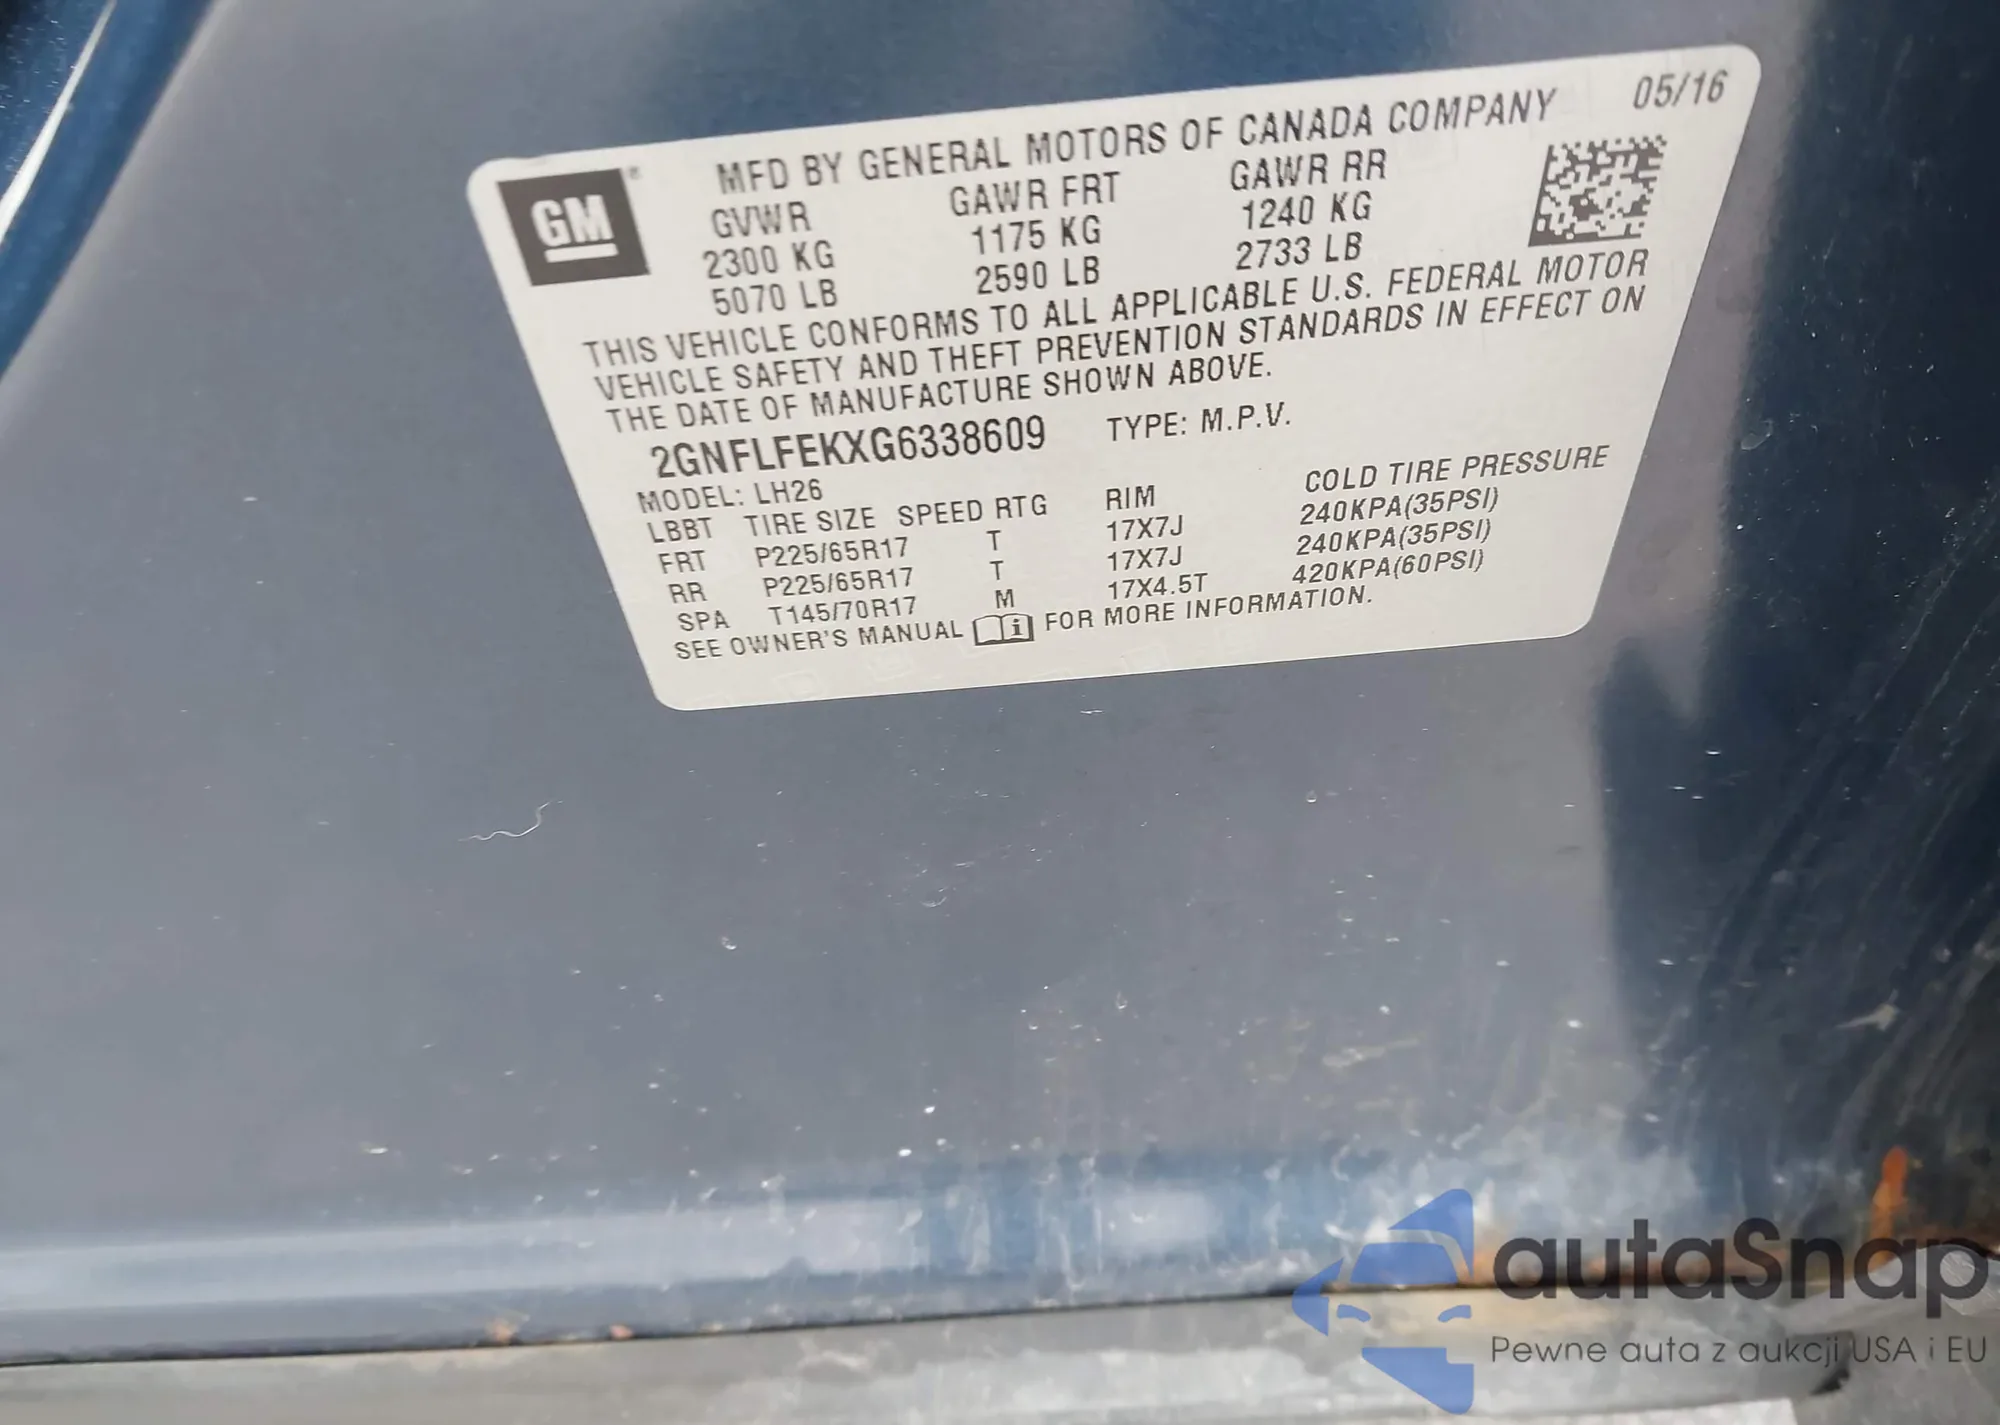 MFD BY GENERAL MOTORS OF CANADA COMPANY 05/16
GM
GVWR GAWR FRT GAWR RR
2300 KG 1175 KG 1240 KG
5070 LB 2590 LB 2733 LB
THIS VEHICLE CONFORMS TO ALL APPLICABLE U.S. FEDERAL MOTOR
VEHICLE SAFETY AND THEFT PREVENTION STANDARDS IN EFFECT ON
THE DATE OF MANUFACTURE SHOWN ABOVE.
2GNFLFEKXG6338609 TYPE: M.P.V.
MODEL: LH26
LBBT TIRE SIZE SPEED RTG RIM COLD TIRE PRESSURE
FRT P225/65R17 T 17X7J 240KPA(35PSI)
RR P225/65R17 T 17X7J 240KPA(35PSI)
SPA T145/70R17 M 17X4.5T 420KPA(60PSI)
SEE OWNER'S MANUAL FOR MORE INFORMATION.
autaSnap
Pewne auta z aukcji USA i EU